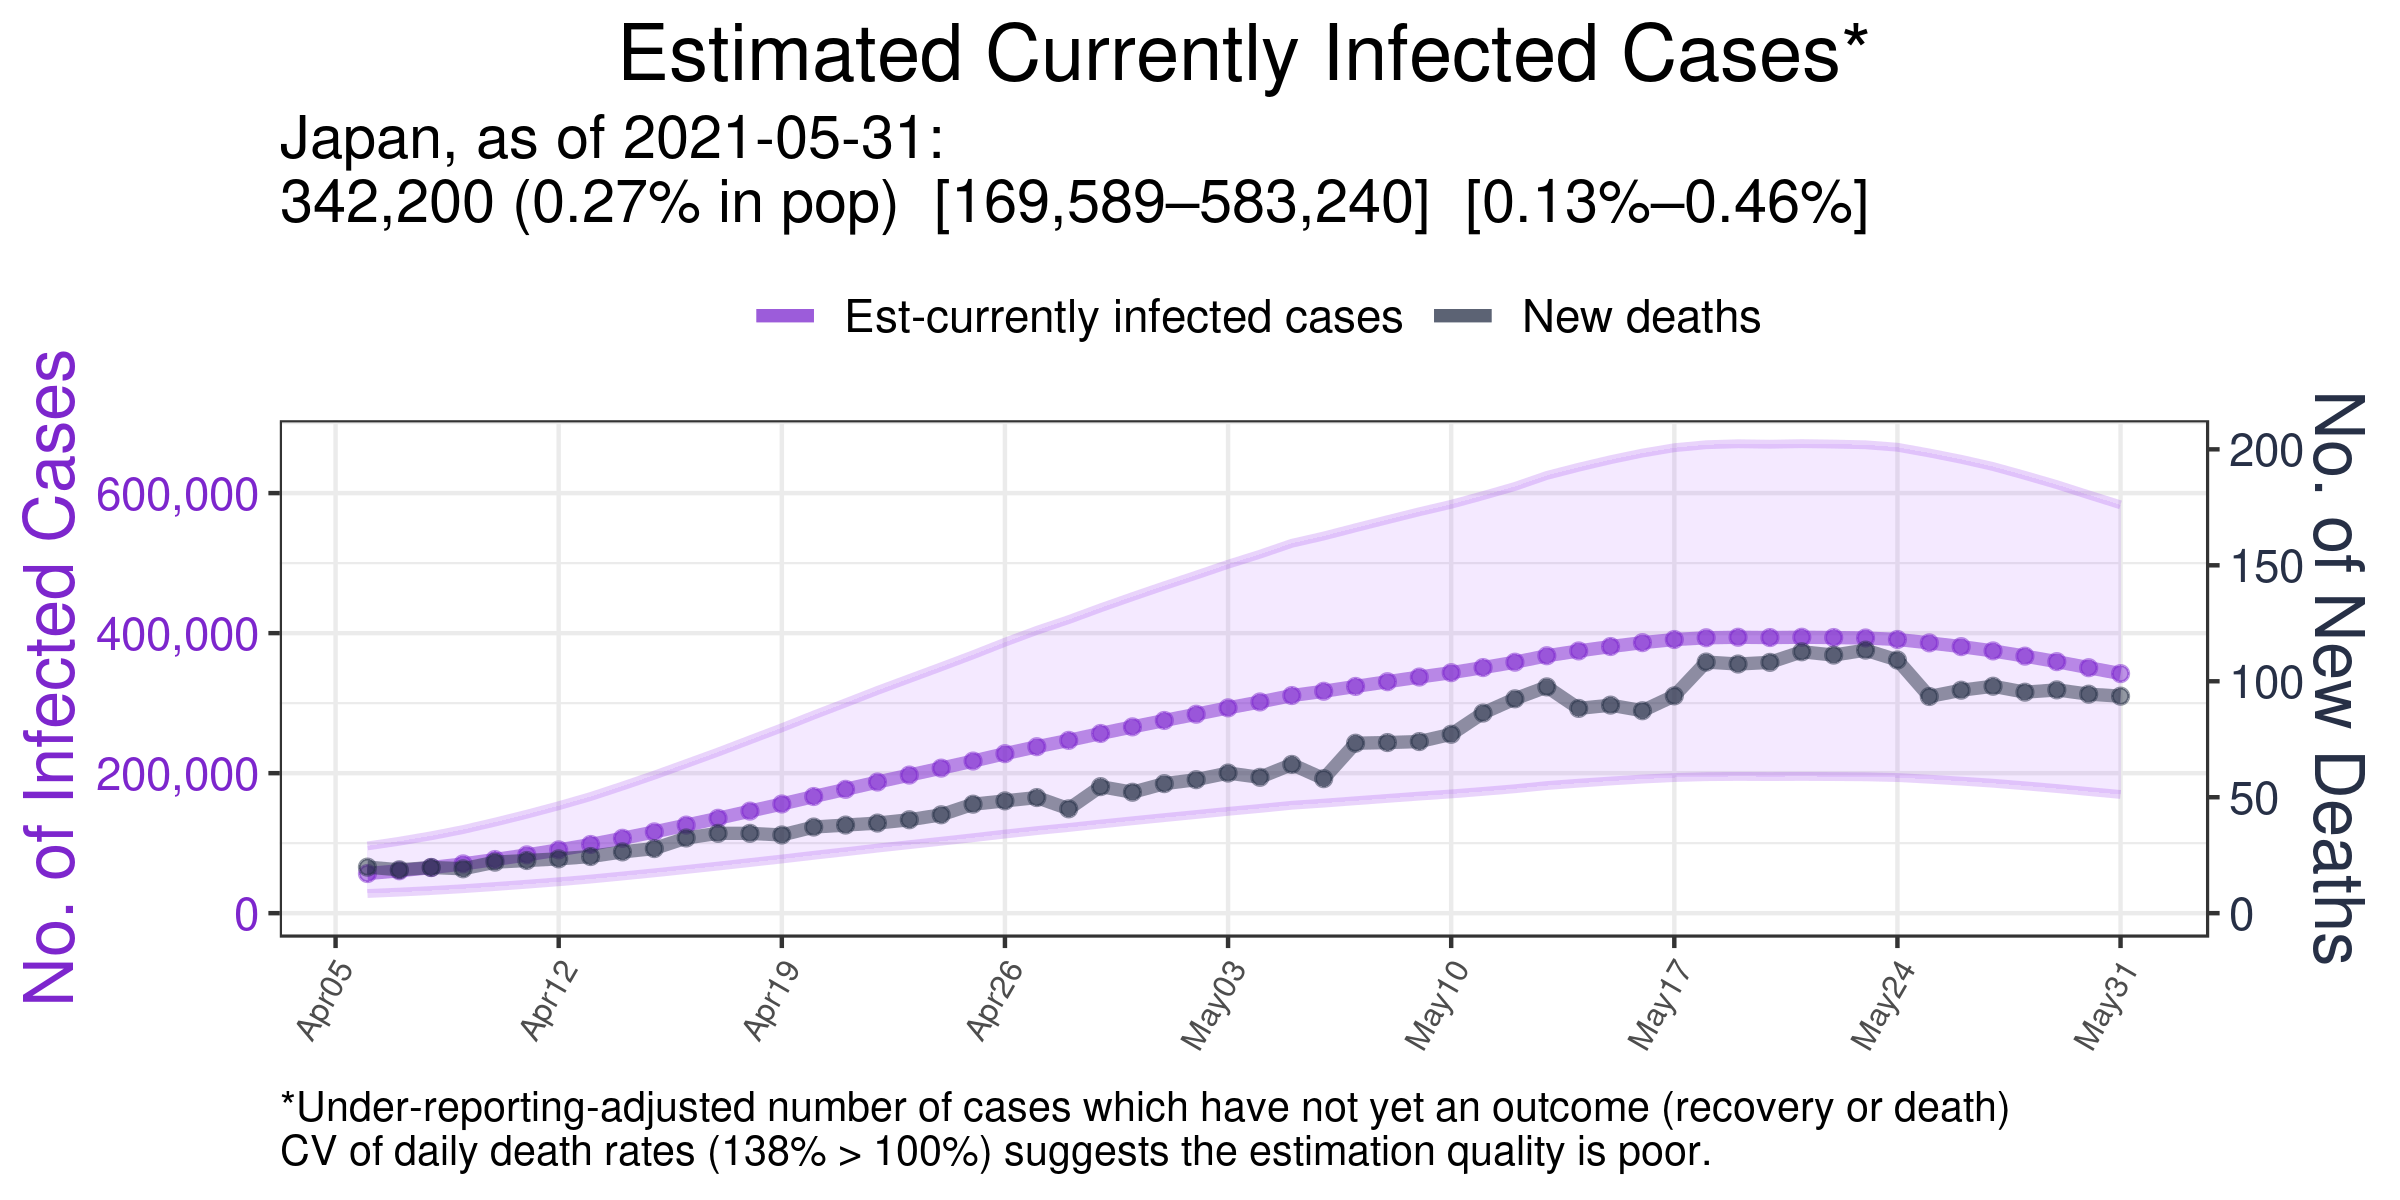 Estimated Currently Infected Cases*
Japan, as of 2021-05-31:
342,200 (0.27% in pop)  [169,589–583,240]  [0.13%–0.46%]
Est-currently infected cases
New deaths
No. of Infected Cases
600,000
400,000
200,000
0
200
150
100
50
0
No. of New Deaths
Apr05
Apr12
Apr19
Apr26
May03
May10
May17
May24
May31
*Under-reporting-adjusted number of cases which have not yet an outcome (recovery or death)
CV of daily death rates (138% > 100%) suggests the estimation quality is poor.